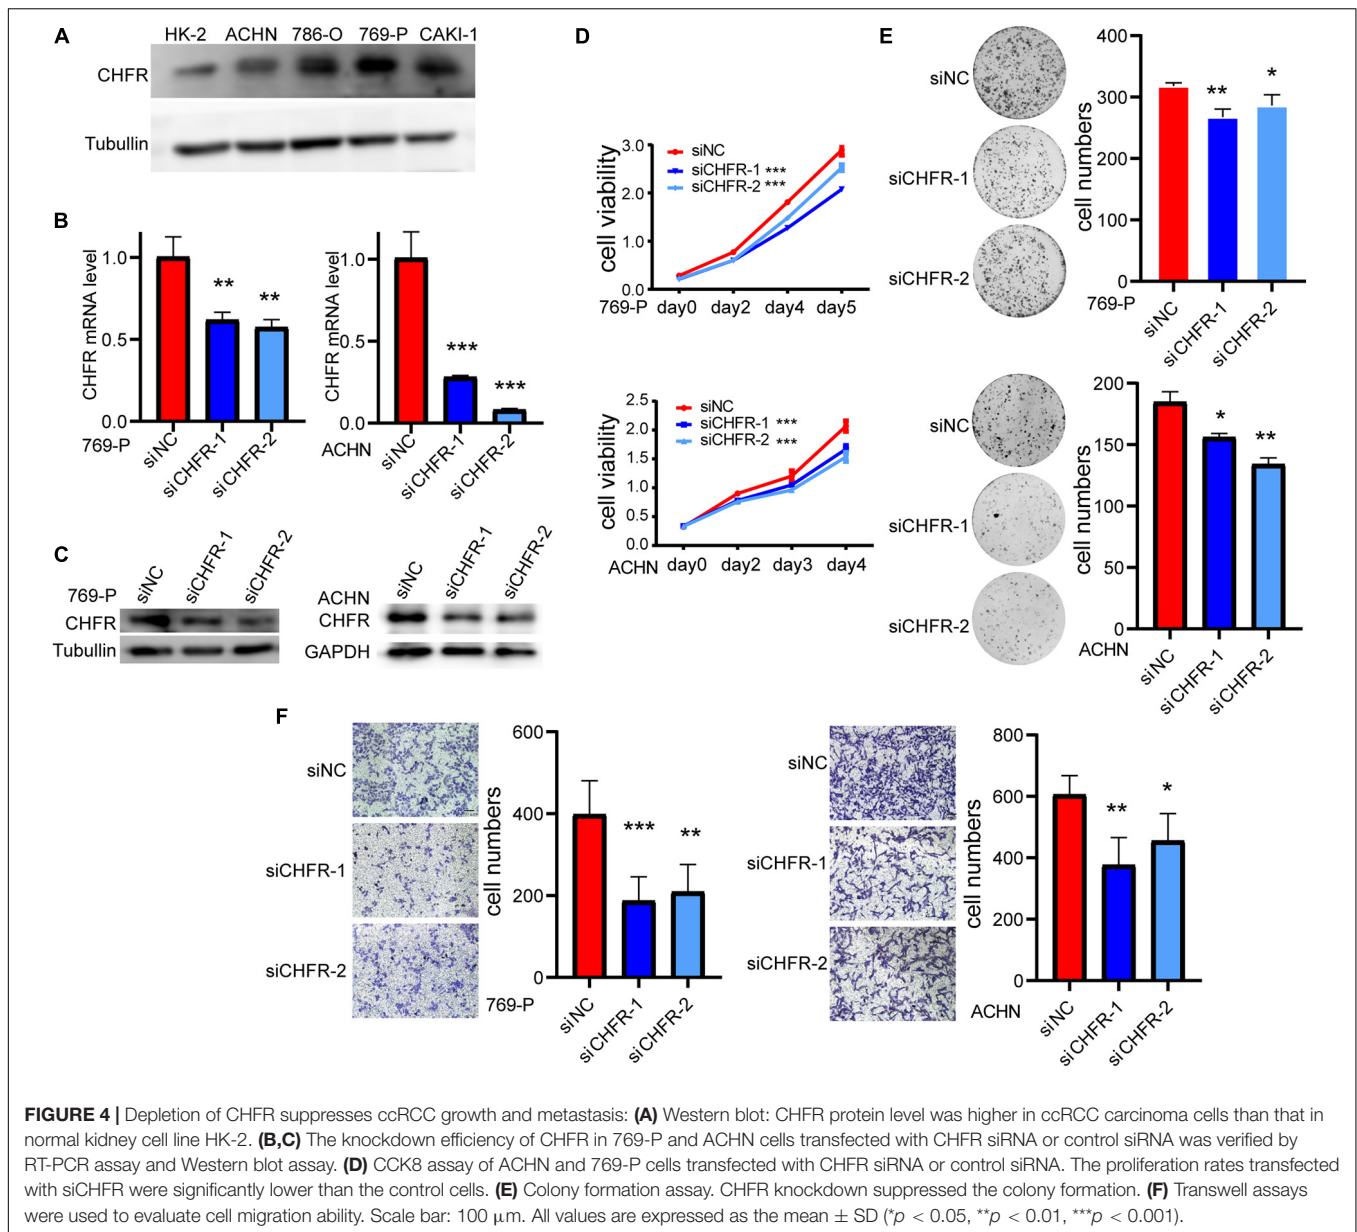 A
HK-2 ACHN 786-O 769-P CAKI-1
CHFR
Tubullin
B
CHFR mRNA level
1.0
0.5
0.0
**
**
769-P
siNC
siCHFR-1
siCHFR-2
CHFR mRNA level
1.0
0.5
0.0
***
***
ACHN
siNC
siCHFR-1
siCHFR-2
C
769-P
siNC
siCHFR-1
siCHFR-2
CHFR
Tubullin
ACHN
siNC
siCHFR-1
siCHFR-2
CHFR
GAPDH
D
cell viability
3.0
2.0
1.0
0.0
siNC
siCHFR-1 ***
siCHFR-2 ***
769-P day0 day2 day4 day5
cell viability
2.5
2.0
1.5
1.0
0.5
0.0
siNC
siCHFR-1 ***
siCHFR-2 ***
ACHN day0 day2 day3 day4
E
siNC
siCHFR-1
siCHFR-2
cell numbers
400
300
200
100
0
**
*
769-P
siNC
siCHFR-1
siCHFR-2
siNC
siCHFR-1
siCHFR-2
cell numbers
200
150
100
50
0
*
**
ACHN
siNC
siCHFR-1
siCHFR-2
F
siNC
siCHFR-1
siCHFR-2
cell numbers
600
400
200
0
***
**
769-P
siNC
siCHFR-1
siCHFR-2
siNC
siCHFR-1
siCHFR-2
cell numbers
800
600
400
200
0
**
*
ACHN
siNC
siCHFR-1
siCHFR-2
FIGURE 4 | Depletion of CHFR suppresses ccRCC growth and metastasis: (A) Western blot: CHFR protein level was higher in ccRCC carcinoma cells than that in
normal kidney cell line HK-2. (B,C) The knockdown efficiency of CHFR in 769-P and ACHN cells transfected with CHFR siRNA or control siRNA was verified by
RT-PCR assay and Western blot assay. (D) CCK8 assay of ACHN and 769-P cells transfected with CHFR siRNA or control siRNA. The proliferation rates transfected
with siCHFR were significantly lower than the control cells. (E) Colony formation assay. CHFR knockdown suppressed the colony formation. (F) Transwell assays
were used to evaluate cell migration ability. Scale bar: 100 μm. All values are expressed as the mean ± SD (*p < 0.05, **p < 0.01, ***p < 0.001).